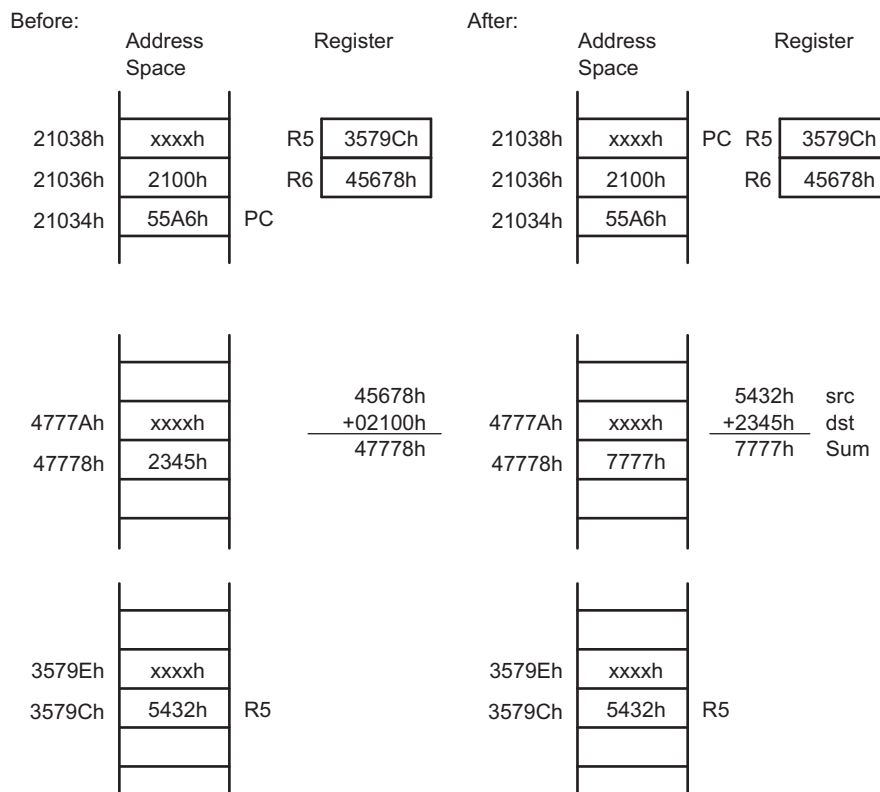 Before:
Address Space
Register
21038h xxxxh R5 3579Ch
21036h 2100h R6 45678h
21034h 55A6h PC
45678h
4777Ah xxxxh +02100h
47778h 2345h 47778h
3579Eh xxxxh
3579Ch 5432h R5
After:
Address Space
Register
21038h xxxxh PC R5 3579Ch
21036h 2100h R6 45678h
21034h 55A6h
5432h src
4777Ah xxxxh +2345h dst
47778h 7777h 7777h Sum
3579Eh xxxxh
3579Ch 5432h R5